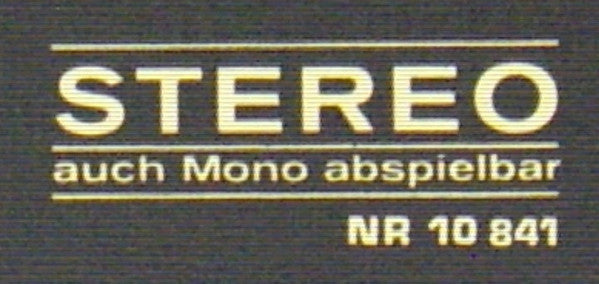 STEREO
auch Mono abspielbar
NR 10 841